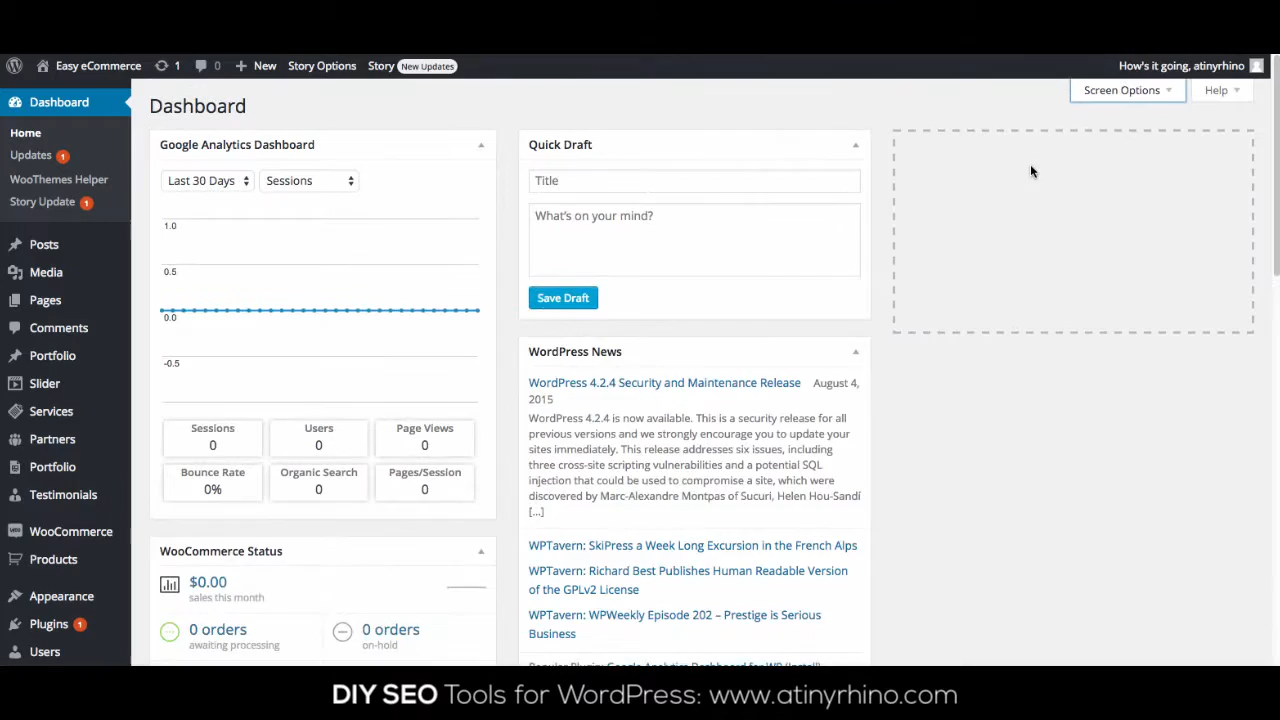 Easy eCommerce 1 0 New Story Options Story New Updates How's it going, atinyrhino
Screen Options Help
Dashboard
Home
Updates 1
WooThemes Helper
Story Update 1
Posts
Media
Pages
Comments
Portfolio
Slider
Services
Partners
Portfolio
Testimonials
WooCommerce
Products
Appearance
Plugins 1
Users
Dashboard
Google Analytics Dashboard
Last 30 Days Sessions
1.0
0.5
0.0
-0.5
Sessions Users Page Views
0 0 0
Bounce Rate Organic Search Pages/Session
0% 0 0
WooCommerce Status
$0.00
sales this month
0 orders 0 orders
awaiting processing on-hold
Quick Draft
Title
What's on your mind?
Save Draft
WordPress News
WordPress 4.2.4 Security and Maintenance Release August 4,
2015
WordPress 4.2.4 is now available. This is a security release for all
previous versions and we strongly encourage you to update your
sites immediately. This release addresses six issues, including
three cross-site scripting vulnerabilities and a potential SQL
injection that could be used to compromise a site, which were
discovered by Marc-Alexandre Montpas of Sucuri, Helen Hou-Sandí
[...]
WPTavern: SkiPress a Week Long Excursion in the French Alps
WPTavern: Richard Best Publishes Human Readable Version
of the GPLv2 License
WPTavern: WPWeekly Episode 202 – Prestige is Serious
Business
Popular Plugin: Google Analytics Dashboard for WP (Install)
DIY SEO Tools for WordPress: www.atinyrhino.com